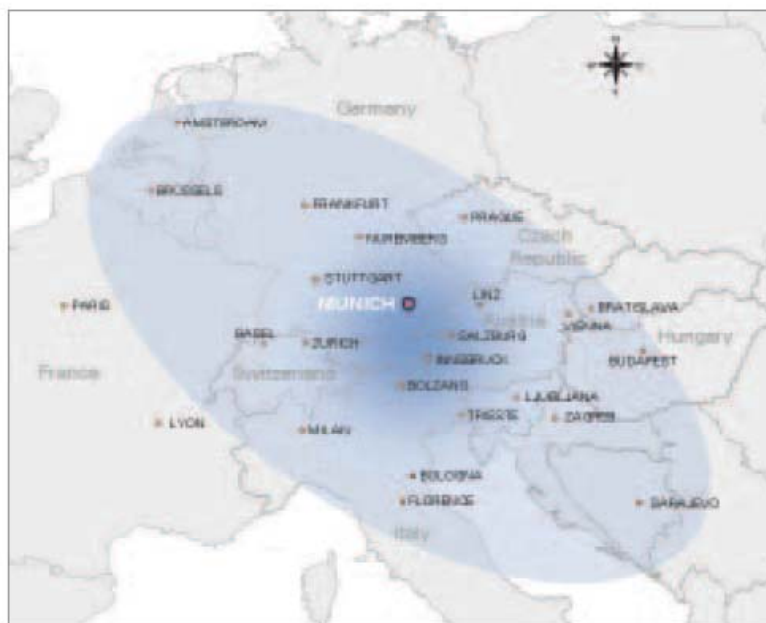 Germany
AMSTERDAM
BRUSSELS
FRANKFURT
PRAGUE
NUREMBERG
Czech
Republic
STUTTGART
MUNICH
LINZ
PARIS
BRATISLAVA
VIENNA
Austria
BASEL
ZURICH
SALZBURG
Hungary
INNSBRUCK
BUDAPEST
France
Switzerland
BOLZANO
LJUBLJANA
TRIESTE
ZAGREB
LYON
MILAN
BOLOGNA
FLORENCE
SARAJEVO
Italy